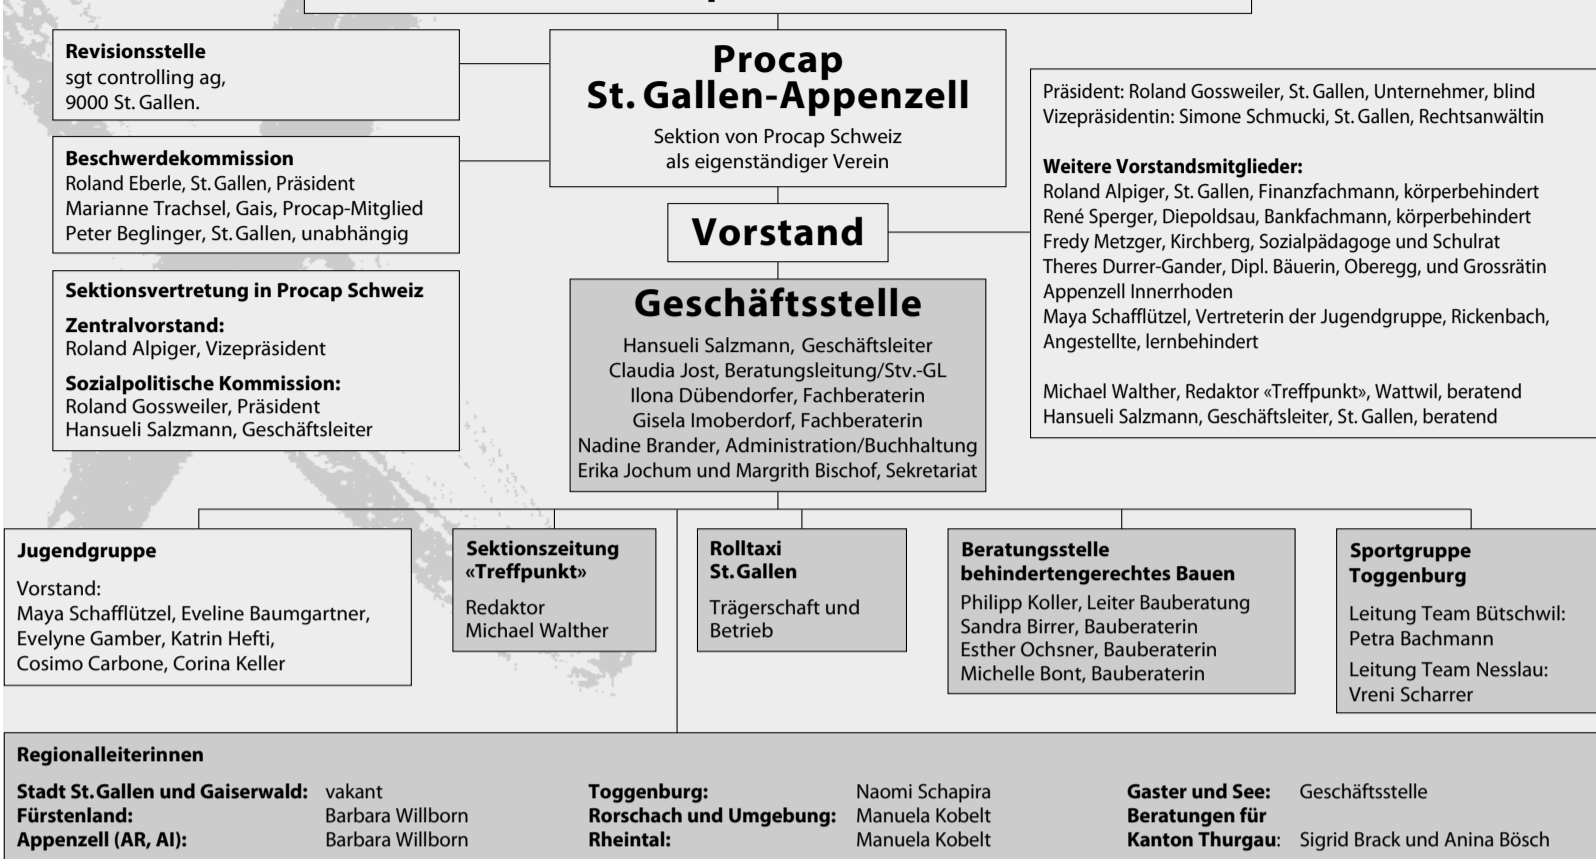 Revisionsstelle
sgt controlling ag,
9000 St. Gallen.
Beschwerdekommission
Roland Eberle, St. Gallen, Präsident
Marianne Trachsel, Gais, Procap-Mitglied
Peter Beglinger, St. Gallen, unabhängig
Sektionsvertretung in Procap Schweiz
Zentralvorstand:
Roland Alpiger, Vizepräsident
Sozialpolitische Kommission:
Roland Gossweiler, Präsident
Hansueli Salzmann, Geschäftsleiter
Procap
St. Gallen-Appenzell
Sektion von Procap Schweiz
als eigenständiger Verein
Vorstand
Präsident: Roland Gossweiler, St. Gallen, Unternehmer, blind
Vizepräsidentin: Simone Schmucki, St. Gallen, Rechtsanwältin
Weitere Vorstandsmitglieder:
Roland Alpiger, St. Gallen, Finanzfachmann, körperbehindert
René Sperger, Diepoldsau, Bankfachmann, körperbehindert
Fredy Metzger, Kirchberg, Sozialpädagoge und Schulrat
Theres Durrer-Gander, Dipl. Bäuerin, Oberegg, und Grossrätin
Appenzell Innerrhoden
Maya Schafflützel, Vertreterin der Jugendgruppe, Rickenbach,
Angestellte, lernbehindert
Michael Walther, Redaktor «Treffpunkt», Wattwil, beratend
Hansueli Salzmann, Geschäftsleiter, St. Gallen, beratend
Geschäftsstelle
Hansueli Salzmann, Geschäftsleiter
Claudia Jost, Beratungsleitung/Stv.-GL
Ilona Dübendorfer, Fachberaterin
Gisela Imoberdorf, Fachberaterin
Nadine Brander, Administration/Buchhaltung
Erika Jochum und Margrith Bischof, Sekretariat
Jugendgruppe
Vorstand:
Maya Schafflützel, Eveline Baumgartner,
Evelyne Gamber, Katrin Hefti,
Cosimo Carbone, Corina Keller
Sektionszeitung
«Treffpunkt»
Redaktor
Michael Walther
Rolltaxi
St. Gallen
Trägerschaft und
Betrieb
Beratungsstelle
behindertengerechtes Bauen
Philipp Koller, Leiter Bauberatung
Sandra Birrer, Bauberaterin
Esther Ochsner, Bauberaterin
Michelle Bont, Bauberaterin
Sportgruppe
Toggenburg
Leitung Team Bütschwil:
Petra Bachmann
Leitung Team Nesslau:
Vreni Scharrer
Regionalleiterinnen
Stadt St. Gallen und Gaiserwald: vakant
Fürstenland: Barbara Willborn
Appenzell (AR, AI): Barbara Willborn
Toggenburg: Naomi Schapira
Rorschach und Umgebung: Manuela Kobelt
Rheintal: Manuela Kobelt
Gaster und See: Geschäftsstelle
Beratungen für
Kanton Thurgau: Sigrid Brack und Anina Bösch